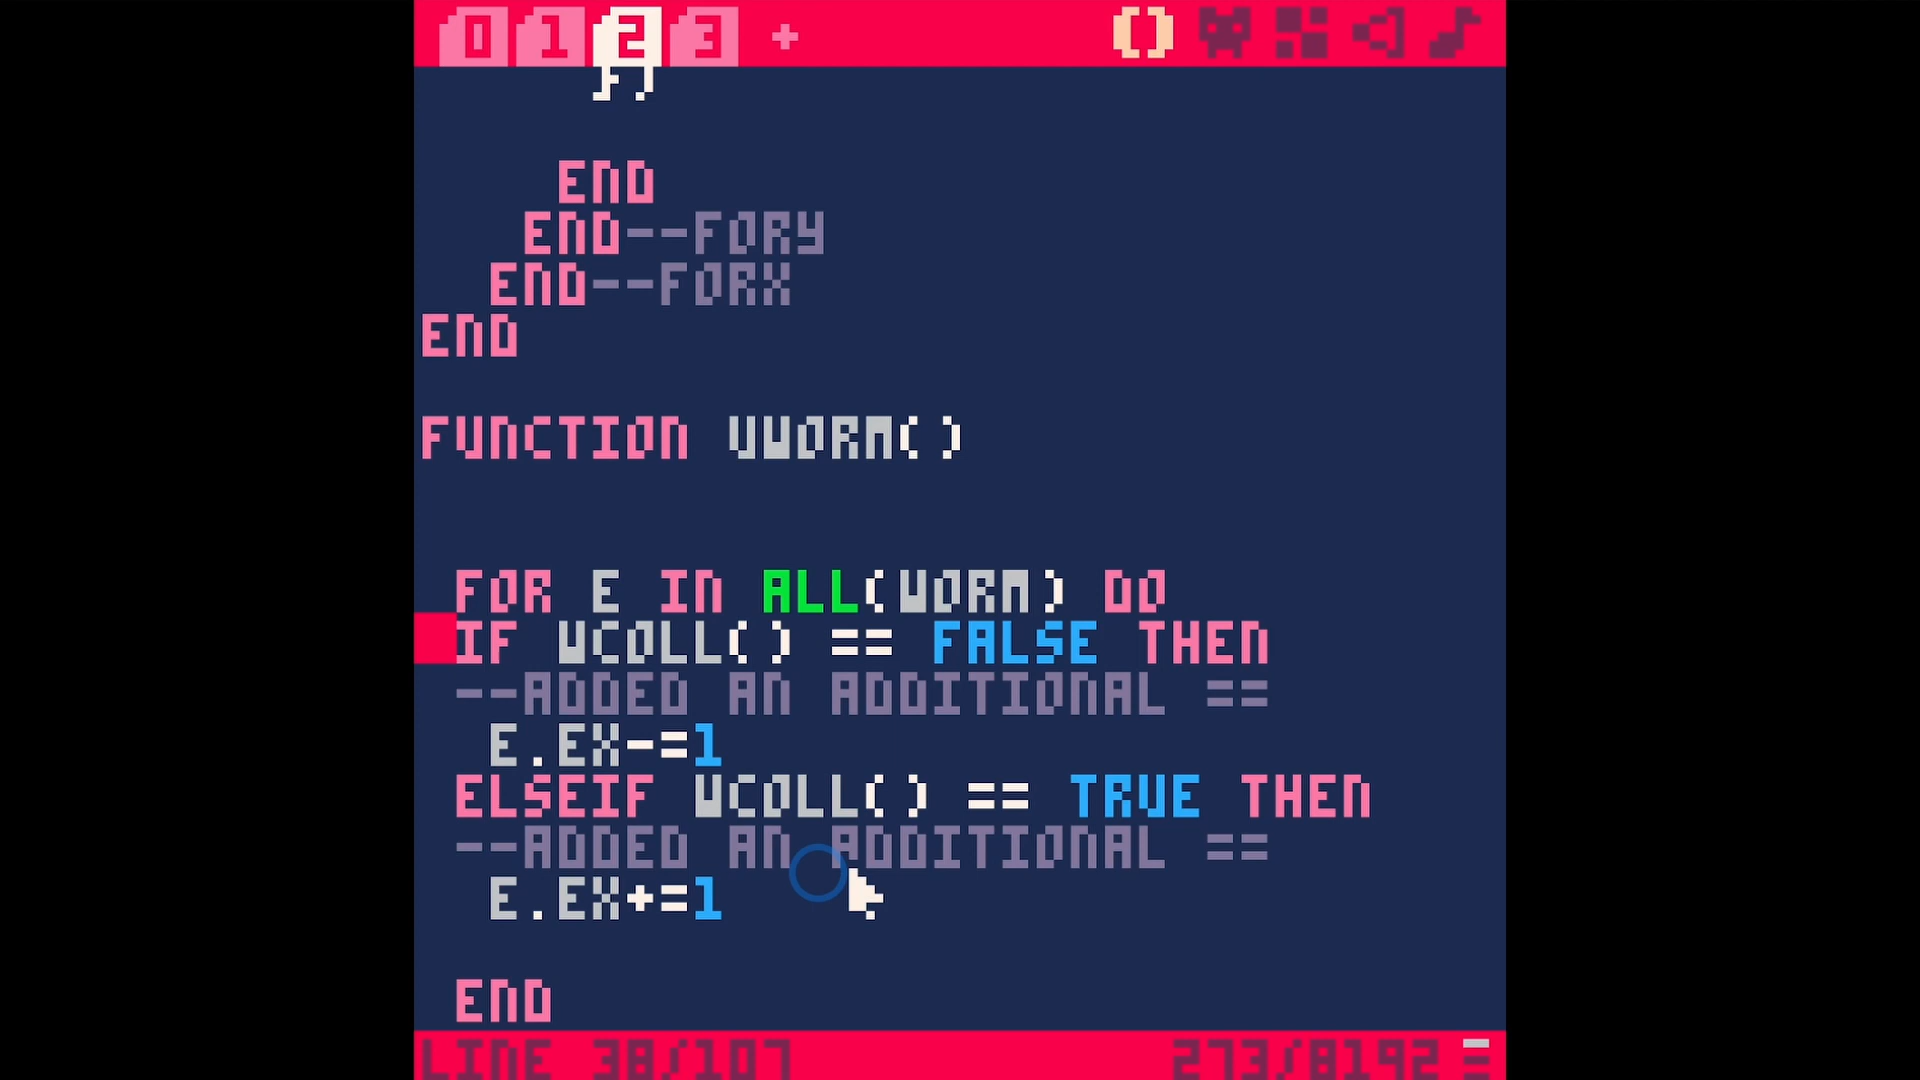 0 1 2 3 +
})
END
END--FORY
END--FORX
END
FUNCTION UWORM()
FOR E IN ALL(WORM) DO
IF WCOLL() == FALSE THEN
--ADDED AN ADDITIONAL ==
E.EX-=1
ELSEIF WCOLL() == TRUE THEN
--ADDED AN ADDITIONAL ==
E.EX+=1
END
LINE 38/107 273/8192